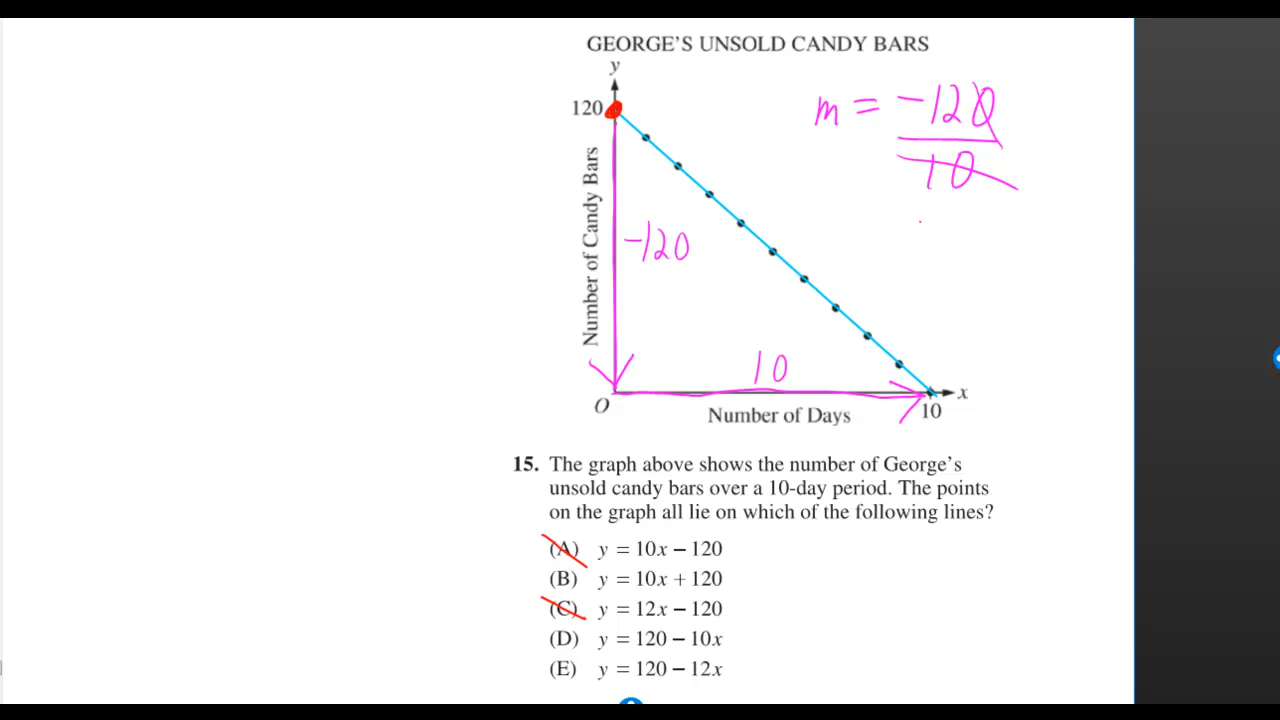 GEORGE'S UNSOLD CANDY BARS
y
120
m = -120
10
Number of Candy Bars
-120
10
x
O
10
Number of Days
15. The graph above shows the number of George's
unsold candy bars over a 10-day period. The points
on the graph all lie on which of the following lines?
(A) y = 10x − 120
(B) y = 10x + 120
(C) y = 12x − 120
(D) y = 120 − 10x
(E) y = 120 − 12x